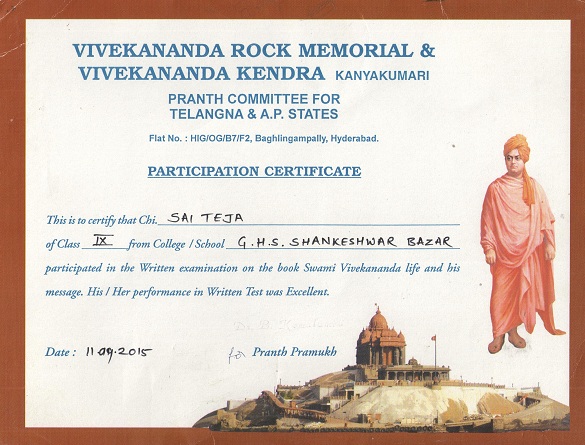 VIVEKANANDA ROCK MEMORIAL &
VIVEKANANDA KENDRA KANYAKUMARI
PRANTH COMMITTEE FOR
TELANGNA & A.P. STATES
Flat No. : HIG/OG/B7/F2, Baghlingampally, Hyderabad.
PARTICIPATION CERTIFICATE
This is to certify that Chi. SAI TEJA
of Class IX from College / School G.H.S. SHANKESHWAR BAZAR
participated in the Written examination on the book Swami Vivekananda life and his
message. His / Her performance in Written Test was Excellent.
Date : 11.09.2015
for Pranth Pramukh